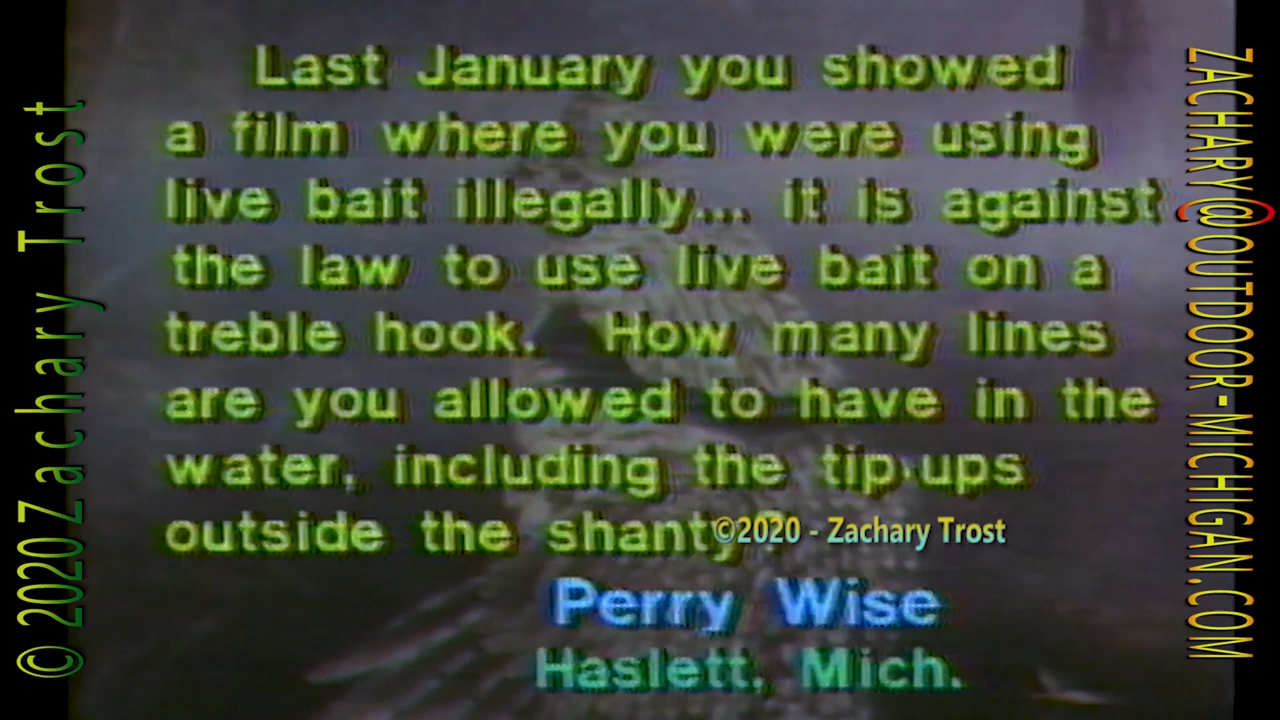 Last January you showed
a film where you were using
live bait illegally... it is against
the law to use live bait on a
treble hook. How many lines
are you allowed to have in the
water, including the tip-ups
outside the shanty?
©2020 - Zachary Trost
Perry Wise
Haslett, Mich.
© 2020 Zachary Trost
ZACHARY@OUTDOOR-MICHIGAN.COM